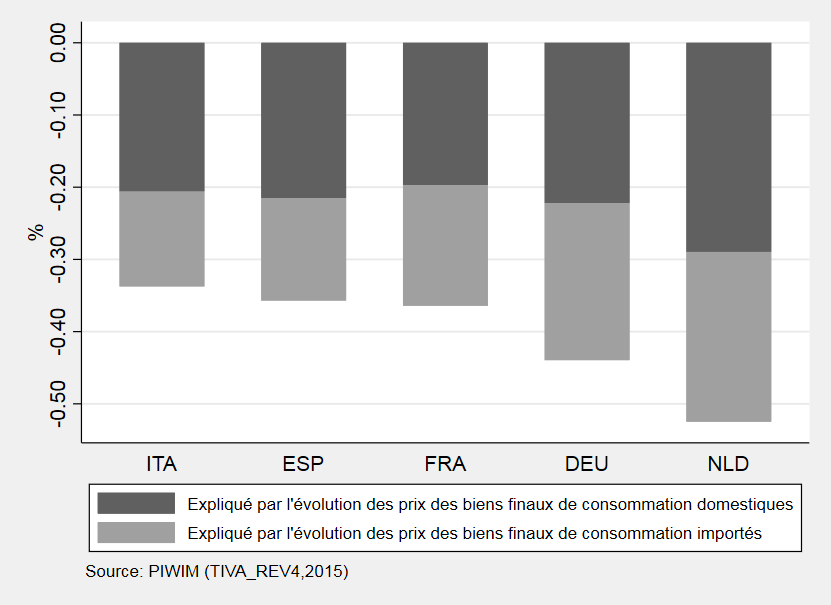 0.00
-0.10
-0.20
-0.30
-0.40
-0.50
%
ITA ESP FRA DEU NLD
Expliqué par l'évolution des prix des biens finaux de consommation domestiques
Expliqué par l'évolution des prix des biens finaux de consommation importés
Source: PIWIM (TIVA_REV4,2015)